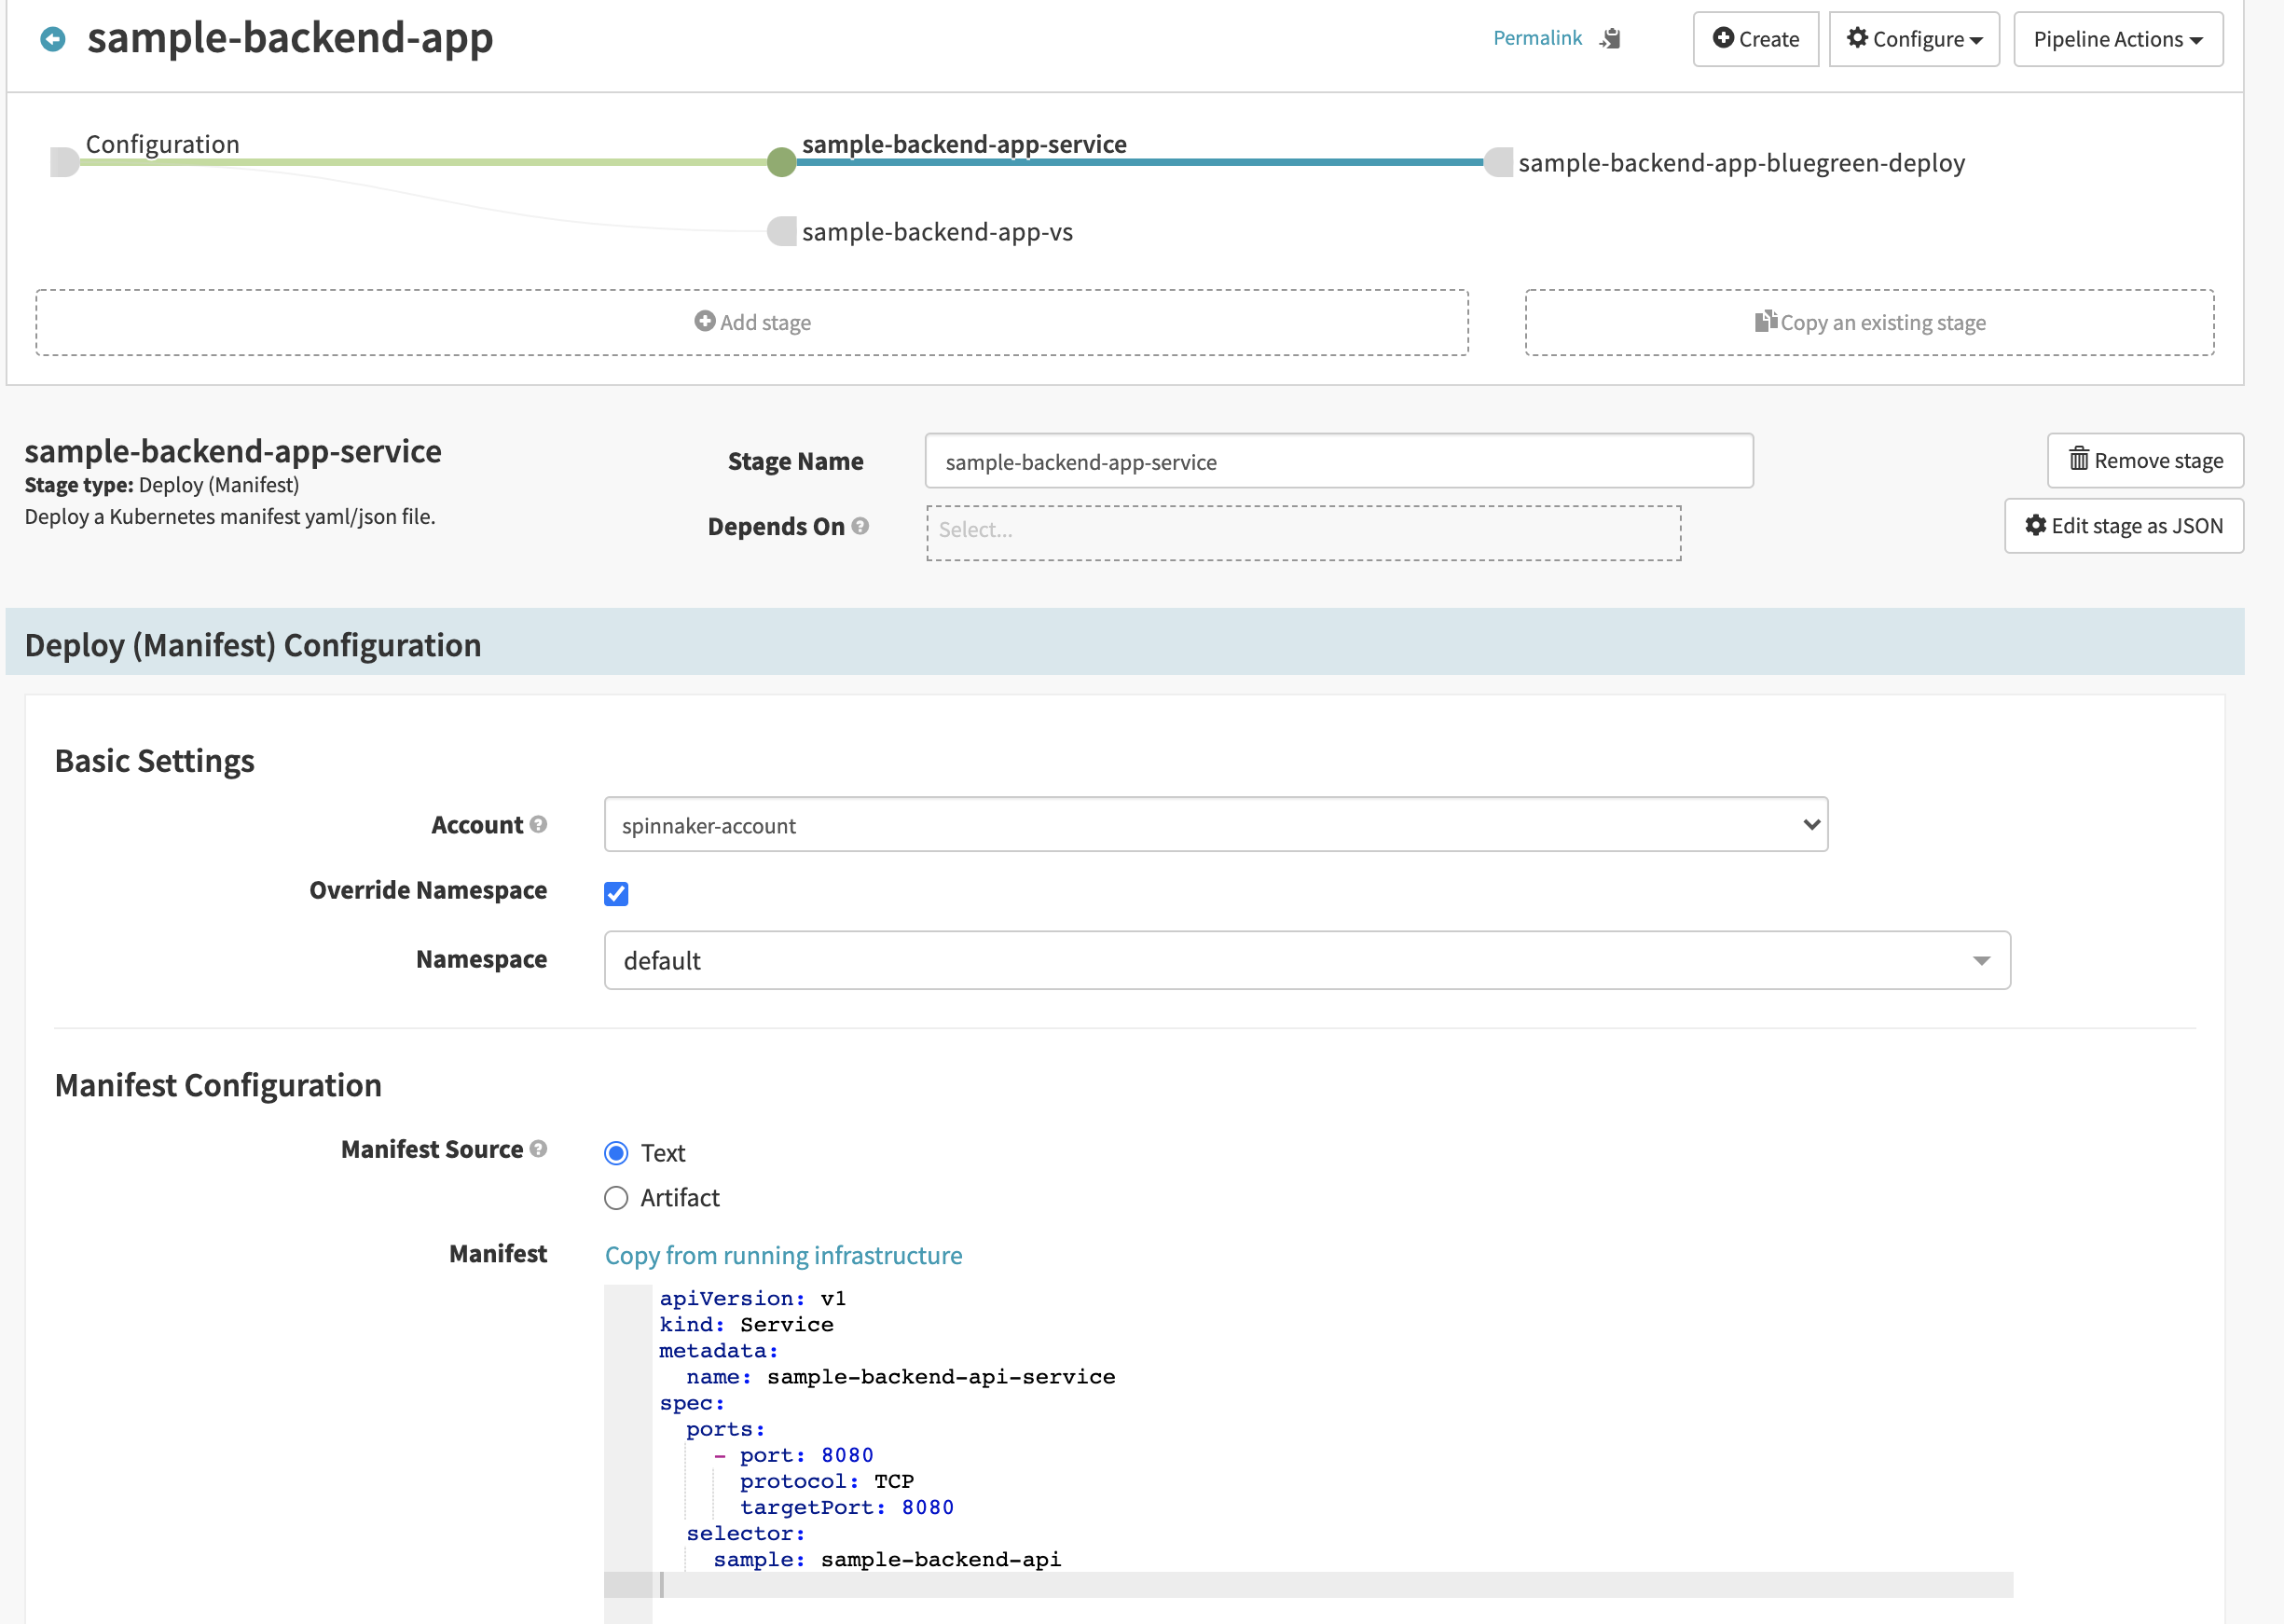 sample-backend-app
Permalink
Create
Configure
Pipeline Actions
Configuration
sample-backend-app-service
sample-backend-app-bluegreen-deploy
sample-backend-app-vs
Add stage
Copy an existing stage
sample-backend-app-service
Stage type: Deploy (Manifest)
Deploy a Kubernetes manifest yaml/json file.
Stage Name
sample-backend-app-service
Remove stage
Depends On ?
Select...
Edit stage as JSON
Deploy (Manifest) Configuration
Basic Settings
Account ?
spinnaker-account
Override Namespace
Namespace
default
Manifest Configuration
Manifest Source ?
Text
Artifact
Manifest
Copy from running infrastructure
apiVersion: v1
kind: Service
metadata:
  name: sample-backend-api-service
spec:
  ports:
    - port: 8080
      protocol: TCP
      targetPort: 8080
  selector:
    sample: sample-backend-api